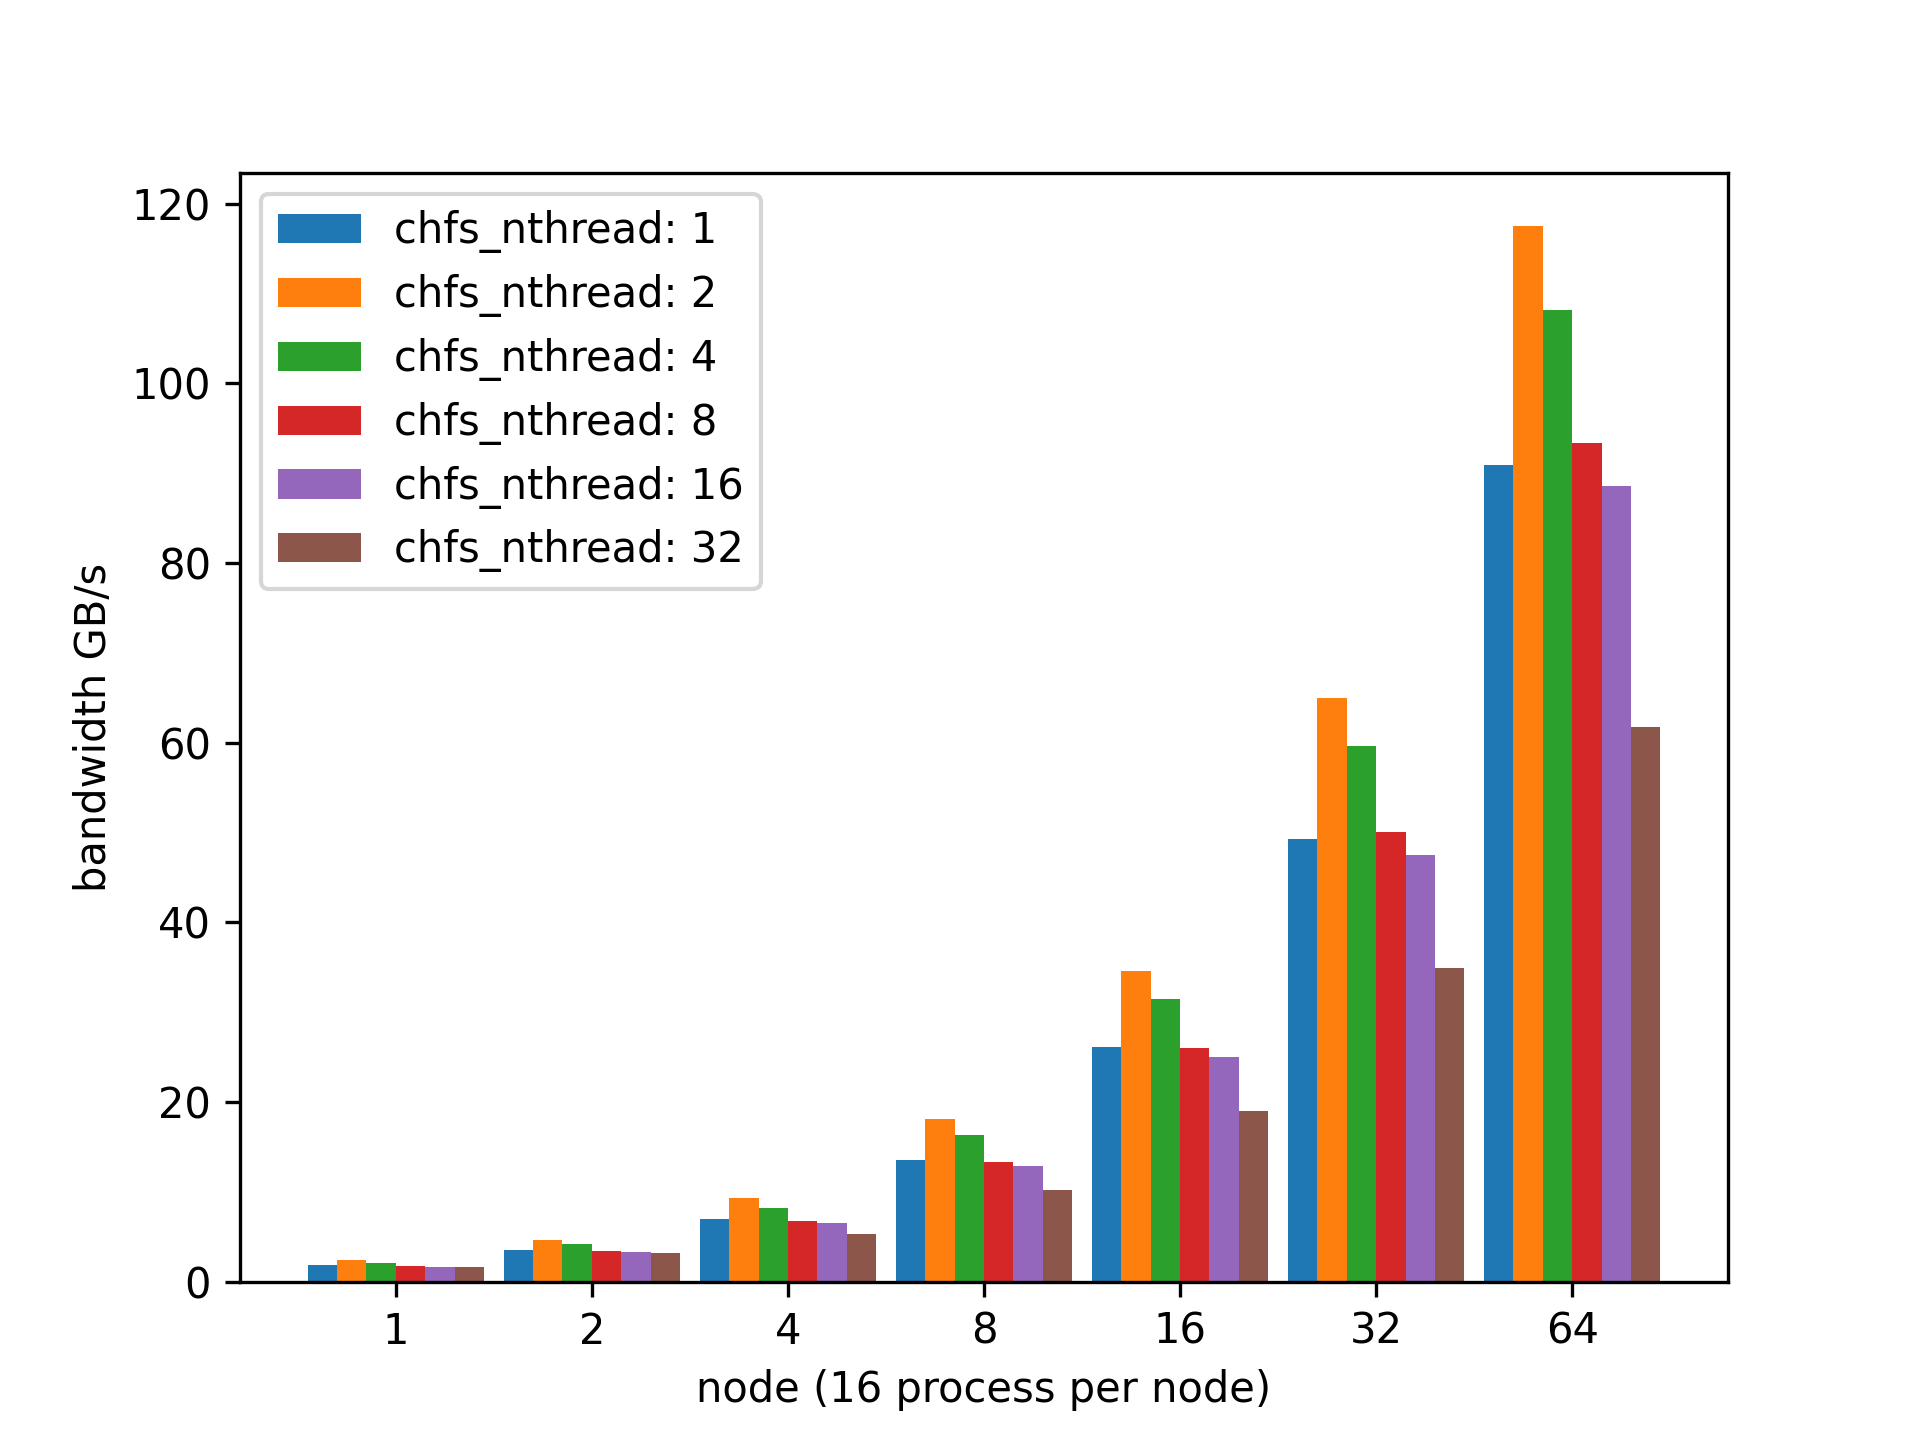 120
100
80
60
40
20
0
bandwidth GB/s
chfs_nthread: 1
chfs_nthread: 2
chfs_nthread: 4
chfs_nthread: 8
chfs_nthread: 16
chfs_nthread: 32
1 2 4 8 16 32 64
node (16 process per node)